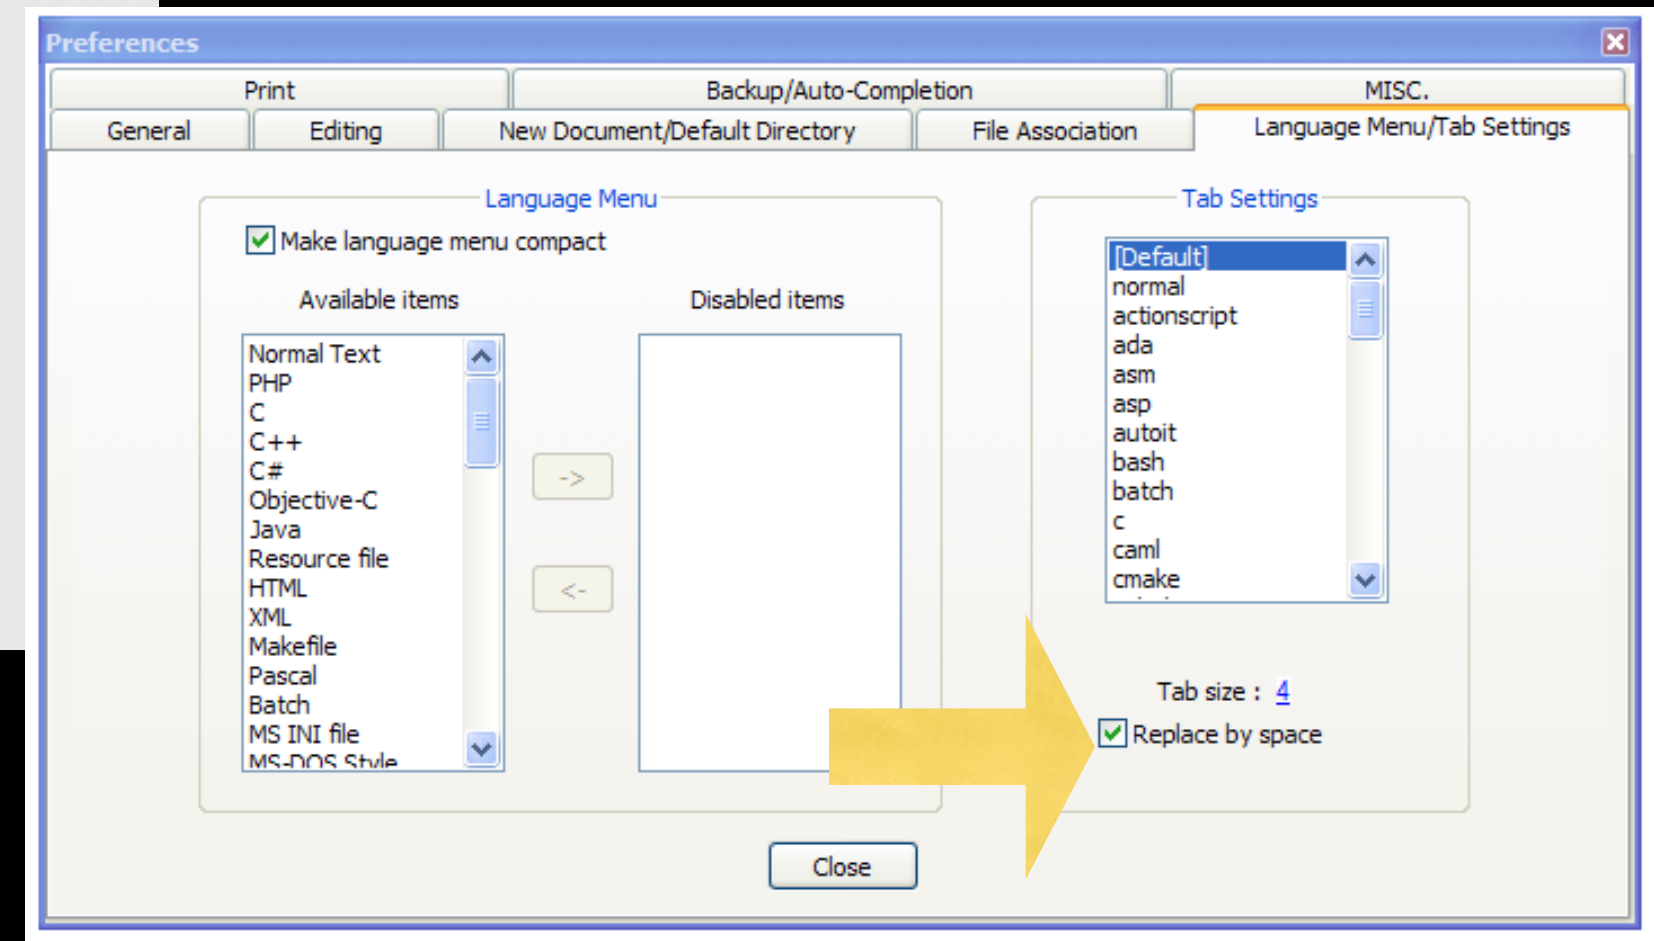 Preferences
Print
Backup/Auto-Completion
MISC.
General
Editing
New Document/Default Directory
File Association
Language Menu/Tab Settings
Language Menu
Make language menu compact
Available items
Disabled items
Normal Text
PHP
C
C++
C#
Objective-C
Java
Resource file
HTML
XML
Makefile
Pascal
Batch
MS INI file
MS-DOS Style
->
<-
Tab Settings
[Default]
normal
actionscript
ada
asm
asp
autoit
bash
batch
c
caml
cmake
Tab size : 4
Replace by space
Close